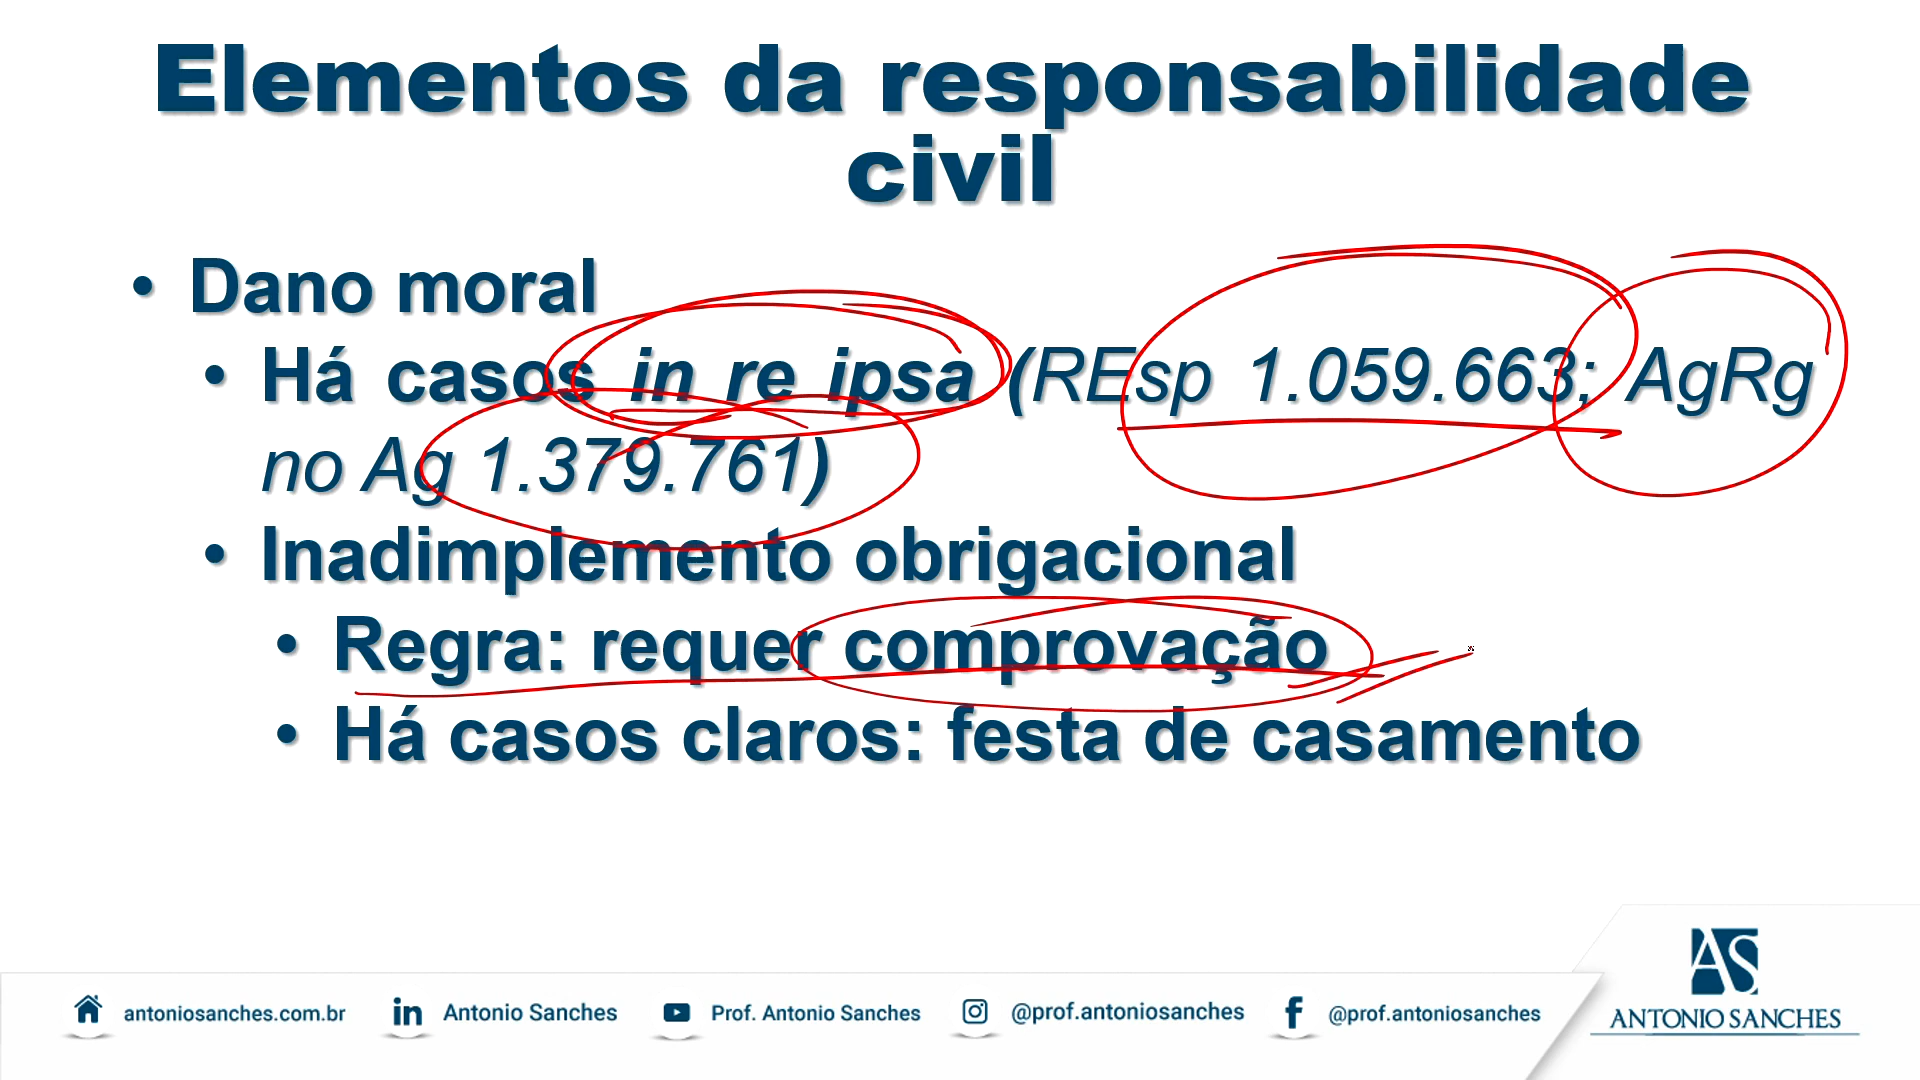 Elementos da responsabilidade
civil
• Dano moral
• Há casos in re ipsa (REsp 1.059.663; AgRg
no Ag 1.379.761)
• Inadimplemento obrigacional
• Regra: requer comprovação
• Há casos claros: festa de casamento
AS
antoniosanches.com.br in Antonio Sanches Prof. Antonio Sanches @prof.antoniosanches f @prof.antoniosanches ANTONIO SANCHES